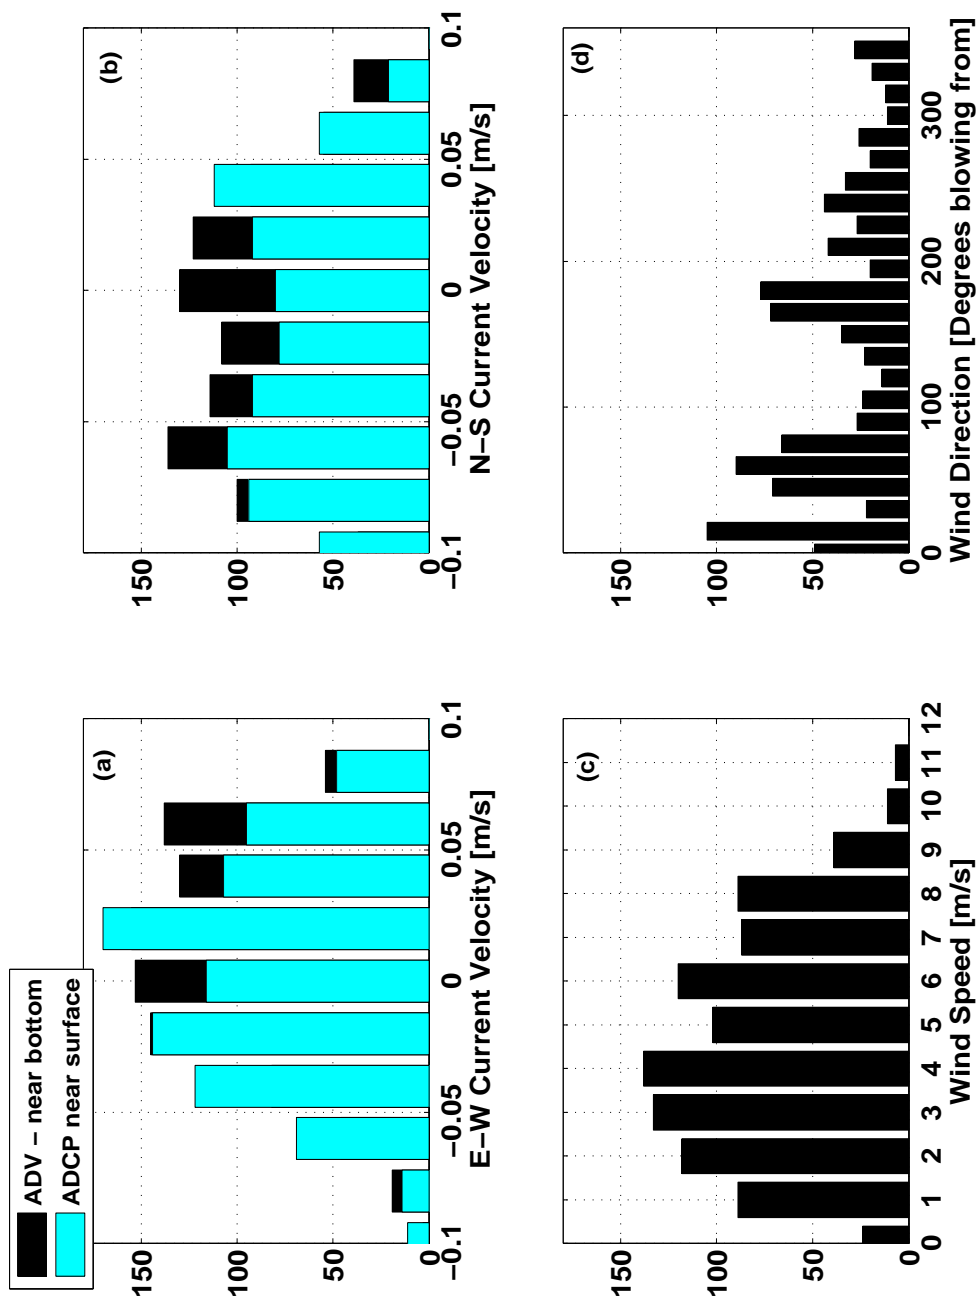 ADV – near bottom
ADCP near surface
(a)
150
100
50
0
–0.1
–0.05
0
0.05
0.1
E–W Current Velocity [m/s]
(b)
150
100
50
0
–0.1
–0.05
0
0.05
0.1
N–S Current Velocity [m/s]
(c)
150
100
50
0
0 1 2 3 4 5 6 7 8 9 10 11 12
Wind Speed [m/s]
(d)
150
100
50
0
0
100
200
300
Wind Direction [Degrees blowing from]